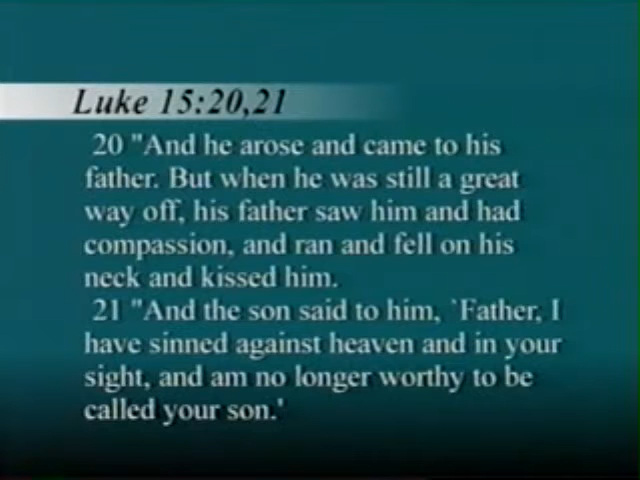 Luke 15:20,21
20 "And he arose and came to his
father. But when he was still a great
way off, his father saw him and had
compassion, and ran and fell on his
neck and kissed him.
21 "And the son said to him, `Father, I
have sinned against heaven and in your
sight, and am no longer worthy to be
called your son.'